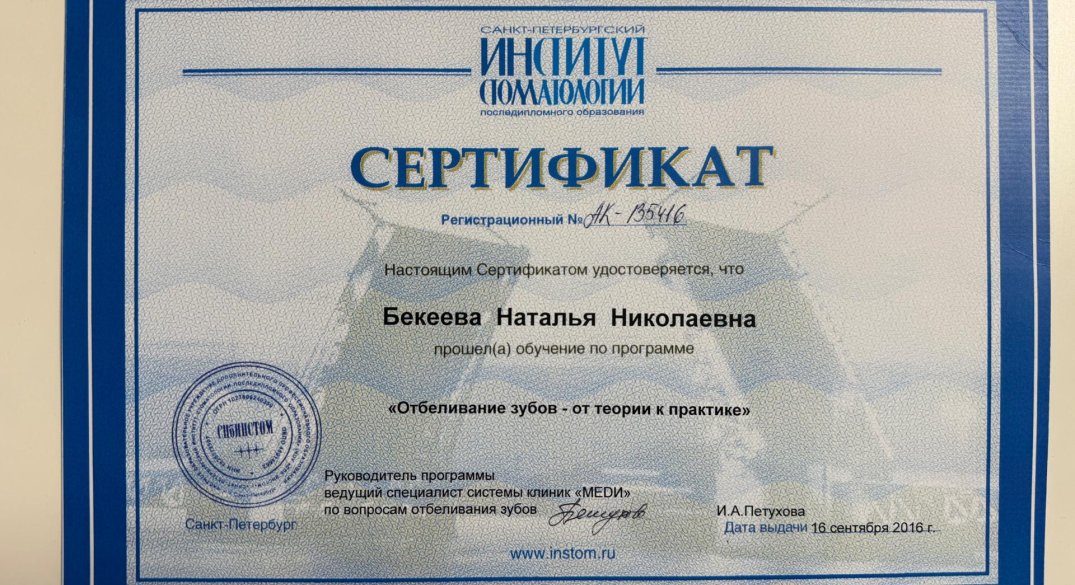 САНКТ-ПЕТЕРБУРГСКИЙ
ИНСТИТУТ
СТОМАТОЛОГИИ
последипломного образования
СЕРТИФИКАТ
Регистрационный № АК-135416
Настоящим Сертификатом удостоверяется, что
Бекеева Наталья Николаевна
прошел(а) обучение по программе
«Отбеливание зубов - от теории к практике»
СПбИНСТОМ
Руководитель программы
ведущий специалист системы клиник «МЕDИ»
по вопросам отбеливания зубов
И.А.Петухова
Санкт-Петербург
Дата выдачи 16 сентября 2016 г.
www.instom.ru